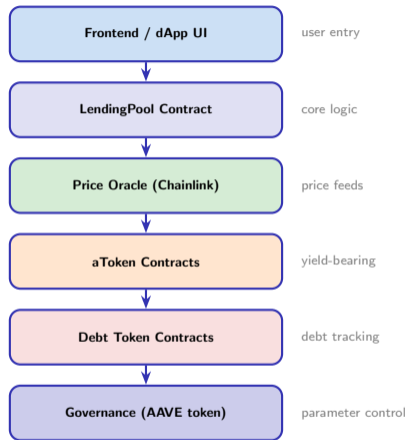 Frontend / dApp UI user entry
LendingPool Contract core logic
Price Oracle (Chainlink) price feeds
aToken Contracts yield-bearing
Debt Token Contracts debt tracking
Governance (AAVE token) parameter control